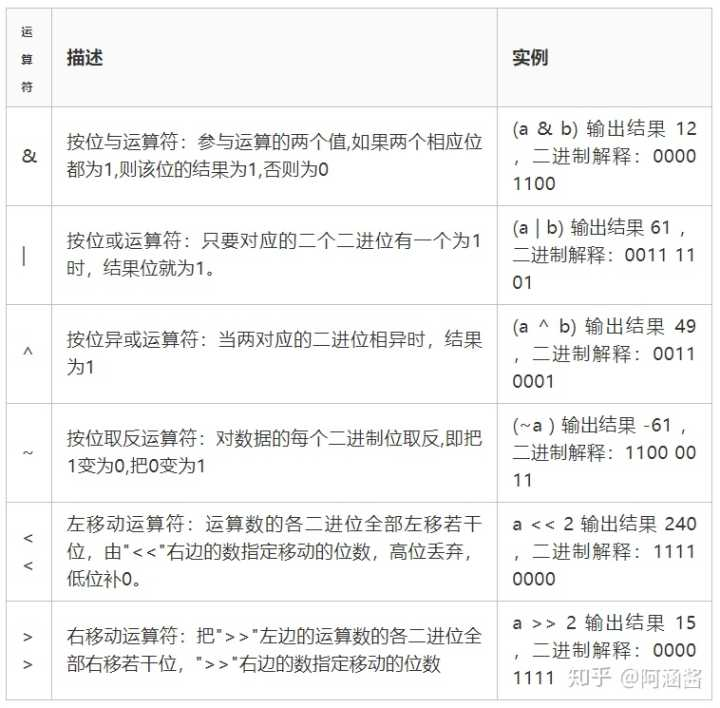 运
算
符
描述
实例
&
按位与运算符：参与运算的两个值,如果两个相应位
都为1,则该位的结果为1,否则为0
(a & b) 输出结果 12
，二进制解释：0000
1100
|
按位或运算符：只要对应的二个二进位有一个为1
时，结果位就为1。
(a | b) 输出结果 61，
二进制解释：0011 11
01
^
按位异或运算符：当两对应的二进位相异时，结果
为1
(a ^ b) 输出结果 49
，二进制解释：0011
0001
~
按位取反运算符：对数据的每个二进制位取反,即把
1变为0,把0变为1
(~a ) 输出结果 -61，
二进制解释：1100 00
11
<
<
左移动运算符：运算数的各二进位全部左移若干
位，由"<<"右边的数指定移动的位数，高位丢弃，
低位补0。
a << 2 输出结果 240
，二进制解释：1111
0000
>
>
右移动运算符：把">>"左边的运算数的各二进位全
部右移若干位，">>"右边的数指定移动的位数
a >> 2 输出结果 15
，二进制解释：0000
1111
知乎 @阿涵酱